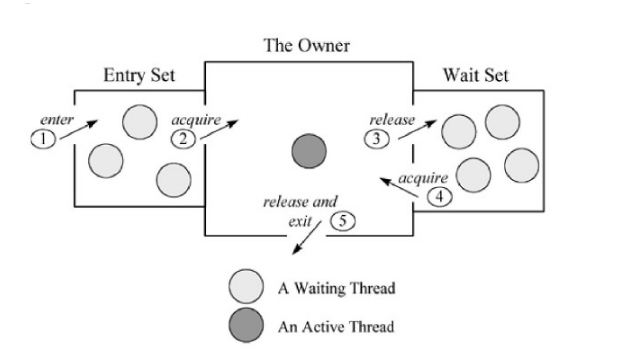 The Owner
Entry Set
Wait Set
enter
1
acquire
2
release
3
acquire
4
release and
exit
5
A Waiting Thread
An Active Thread